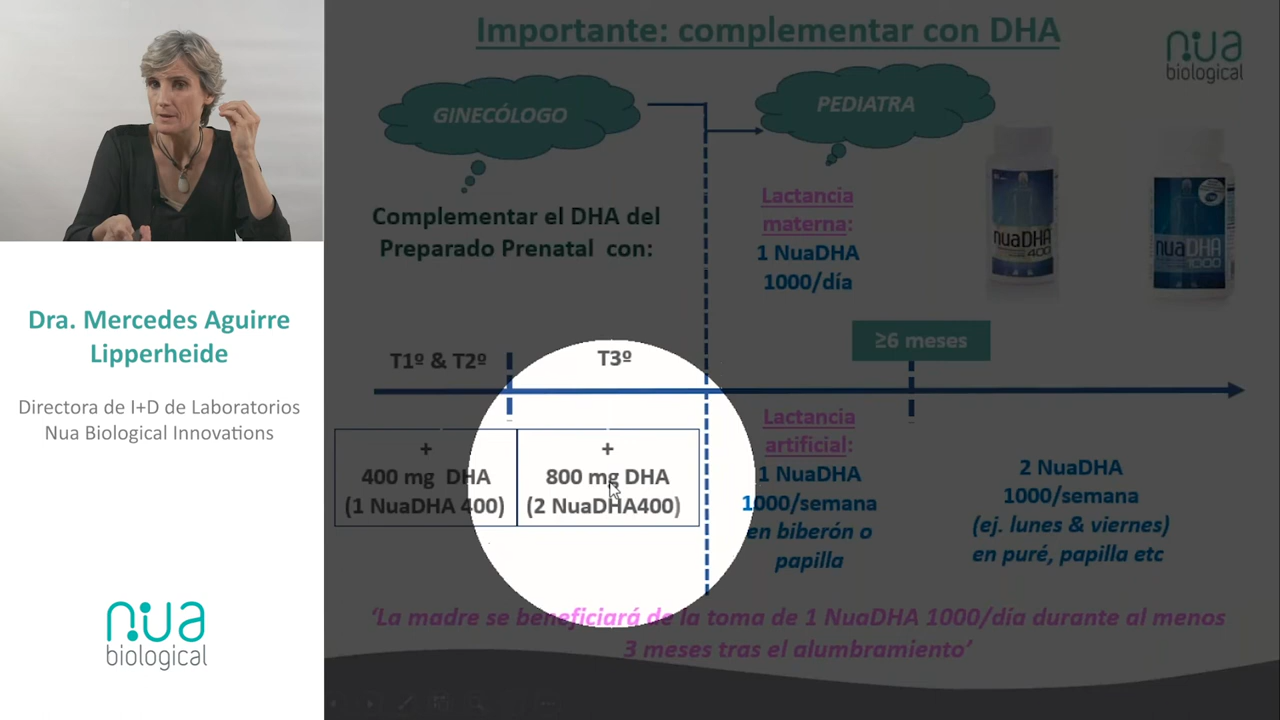 Importante: complementar con DHA
nua
biological
GINECÓLOGO
PEDIATRA
Complementar el DHA del
Preparado Prenatal con:
Lactancia
materna:
1 NuaDHA
1000/día
nuaDHA
400
nuaDHA
1000
≥6 meses
T1º & T2º
T3º
+
400 mg DHA
(1 NuaDHA 400)
+
800 mg DHA
(2 NuaDHA400)
Lactancia
artificial:
1 NuaDHA
1000/semana
en biberón o
papilla
2 NuaDHA
1000/semana
(ej. lunes & viernes)
en puré, papilla etc
‘La madre se beneficiará de la toma de 1 NuaDHA 1000/día durante al menos
3 meses tras el alumbramiento’
Dra. Mercedes Aguirre
Lipperheide
Directora de I+D de Laboratorios
Nua Biological Innovations
nua
biological